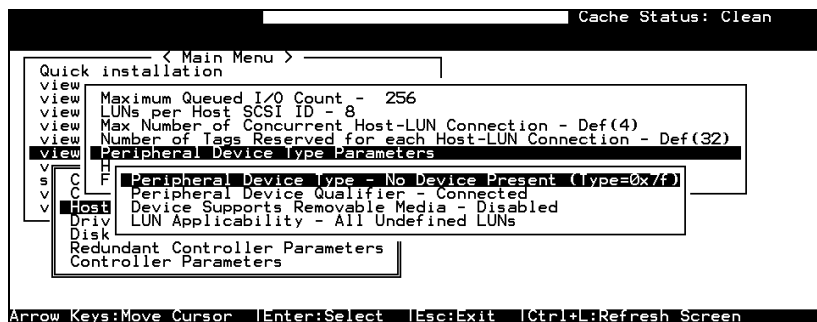 Cache Status: Clean
< Main Menu >
Quick installation
view
view Maximum Queued I/O Count - 256
view LUNs per Host SCSI ID - 8
view Max Number of Concurrent Host-LUN Connection - Def(4)
view Number of Tags Reserved for each Host-LUN Connection - Def(32)
view Peripheral Device Type Parameters
v H
s C F Peripheral Device Type - No Device Present (Type=0x7f)
v C Peripheral Device Qualifier - Connected
v Host Device Supports Removable Media - Disabled
Driv LUN Applicability - All Undefined LUNs
Disk
Redundant Controller Parameters
Controller Parameters
Arrow Keys:Move Cursor |Enter:Select |Esc:Exit |Ctrl+L:Refresh Screen